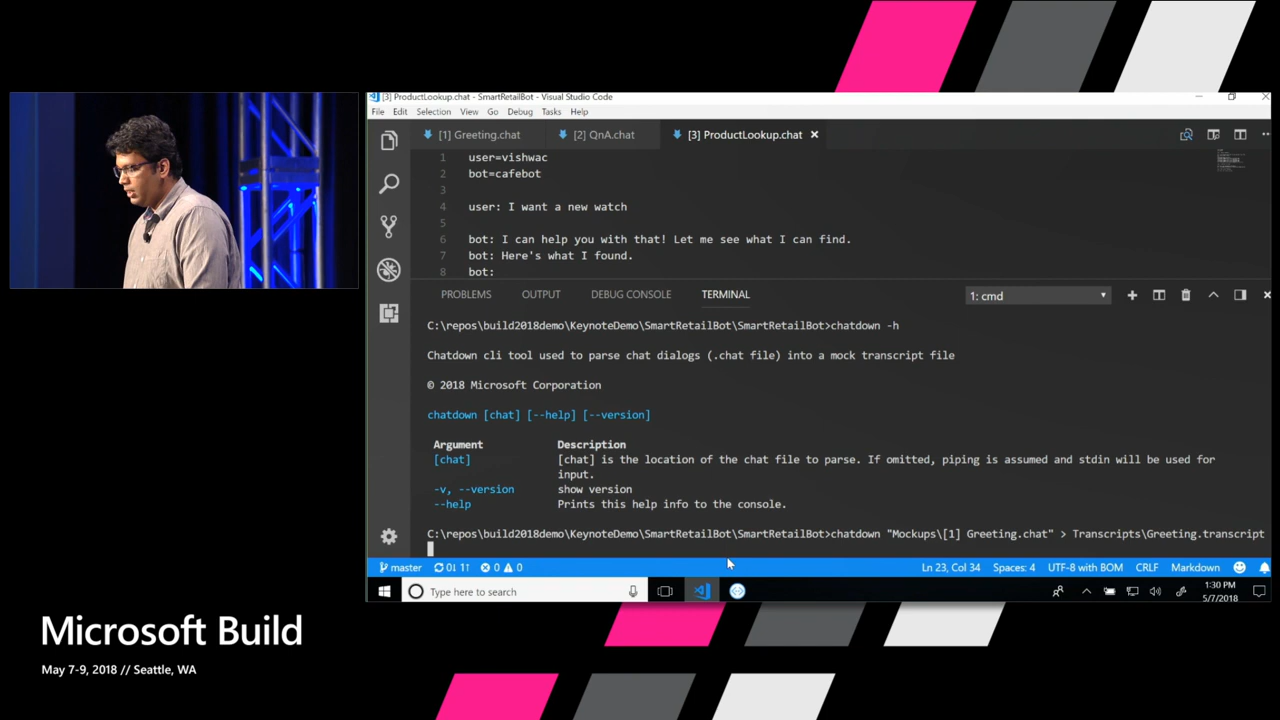 [3] ProductLookup.chat - SmartRetailBot - Visual Studio Code
File Edit Selection View Go Debug Tasks Help
[1] Greeting.chat [2] QnA.chat [3] ProductLookup.chat
1 user=vishwac
2 bot=cafebot
3
4 user: I want a new watch
5
6 bot: I can help you with that! Let me see what I can find.
7 bot: Here's what I found.
8 bot:
PROBLEMS OUTPUT DEBUG CONSOLE TERMINAL 1: cmd
C:\repos\build2018demo\KeynoteDemo\SmartRetailBot\SmartRetailBot>chatdown -h
Chatdown cli tool used to parse chat dialogs (.chat file) into a mock transcript file
© 2018 Microsoft Corporation
chatdown [chat] [--help] [--version]
Argument Description
[chat] [chat] is the location of the chat file to parse. If omitted, piping is assumed and stdin will be used for
input.
-v, --version show version
--help Prints this help info to the console.
C:\repos\build2018demo\KeynoteDemo\SmartRetailBot\SmartRetailBot>chatdown "Mockups\[1] Greeting.chat" > Transcripts\Greeting.transcript
master 0↓ 1↑ 0 0 Ln 23, Col 34 Spaces: 4 UTF-8 with BOM CRLF Markdown
Type here to search
1:30 PM
5/7/2018
Microsoft Build
May 7-9, 2018 // Seattle, WA